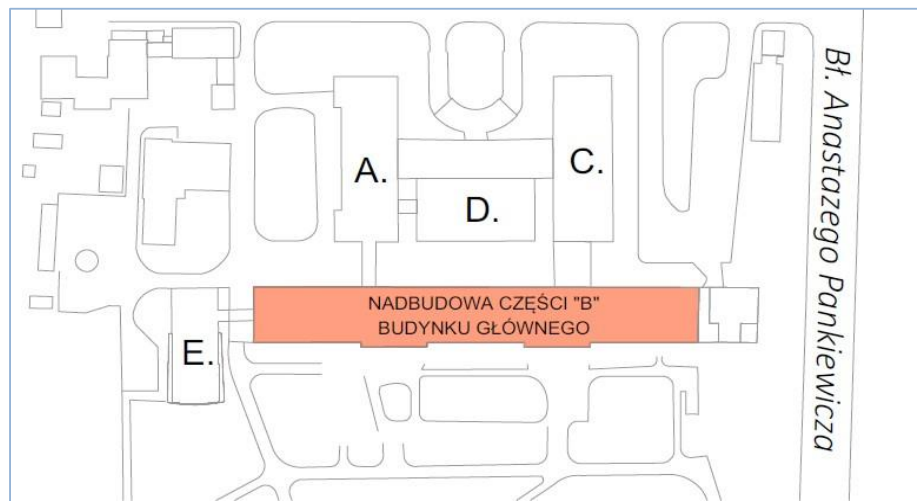 A.
C.
D.
NADBUDOWA CZĘŚCI "B"
BUDYNKU GŁÓWNEGO
E.
Bł. Anastazego Pankiewicza